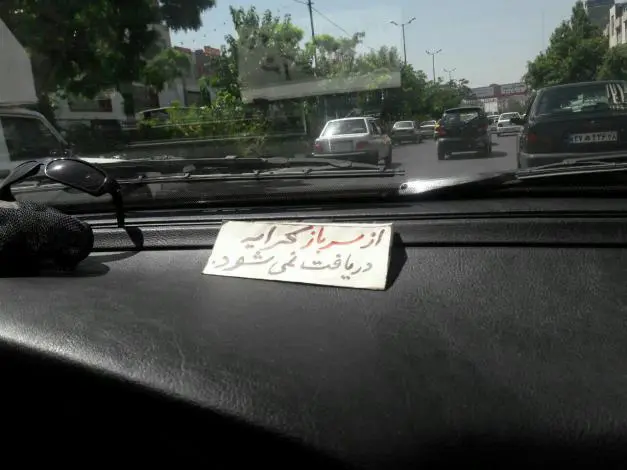 از سرباز کرایه
دریافت نمی شود.